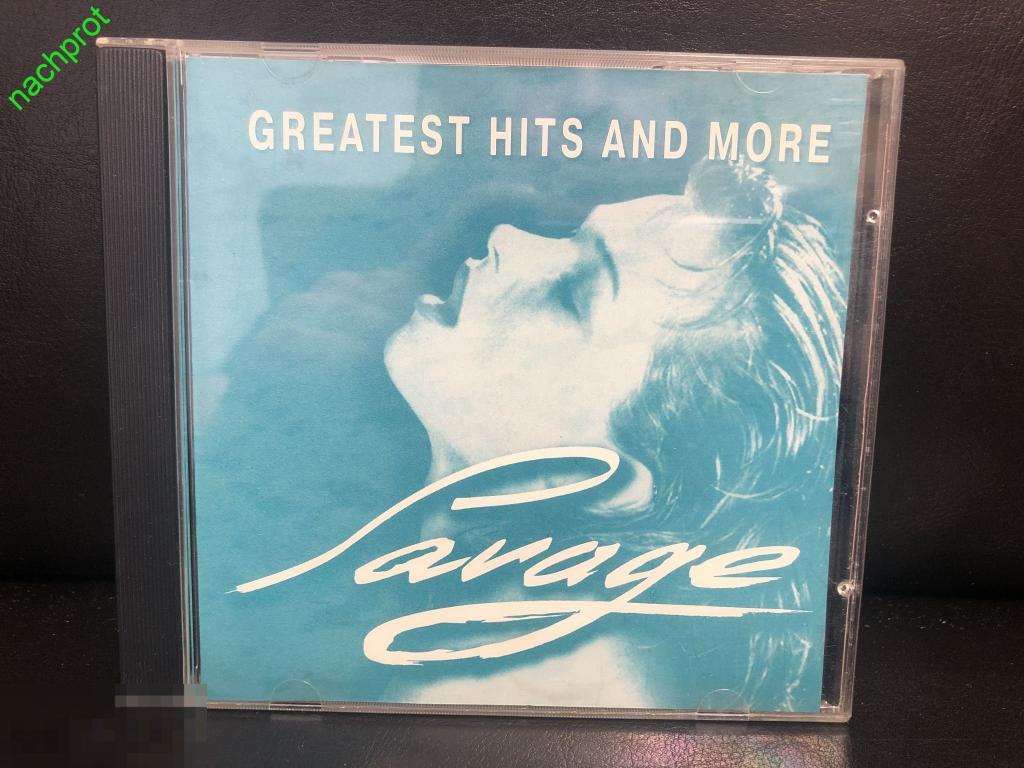 nachprot
GREATEST HITS AND MORE
Savage